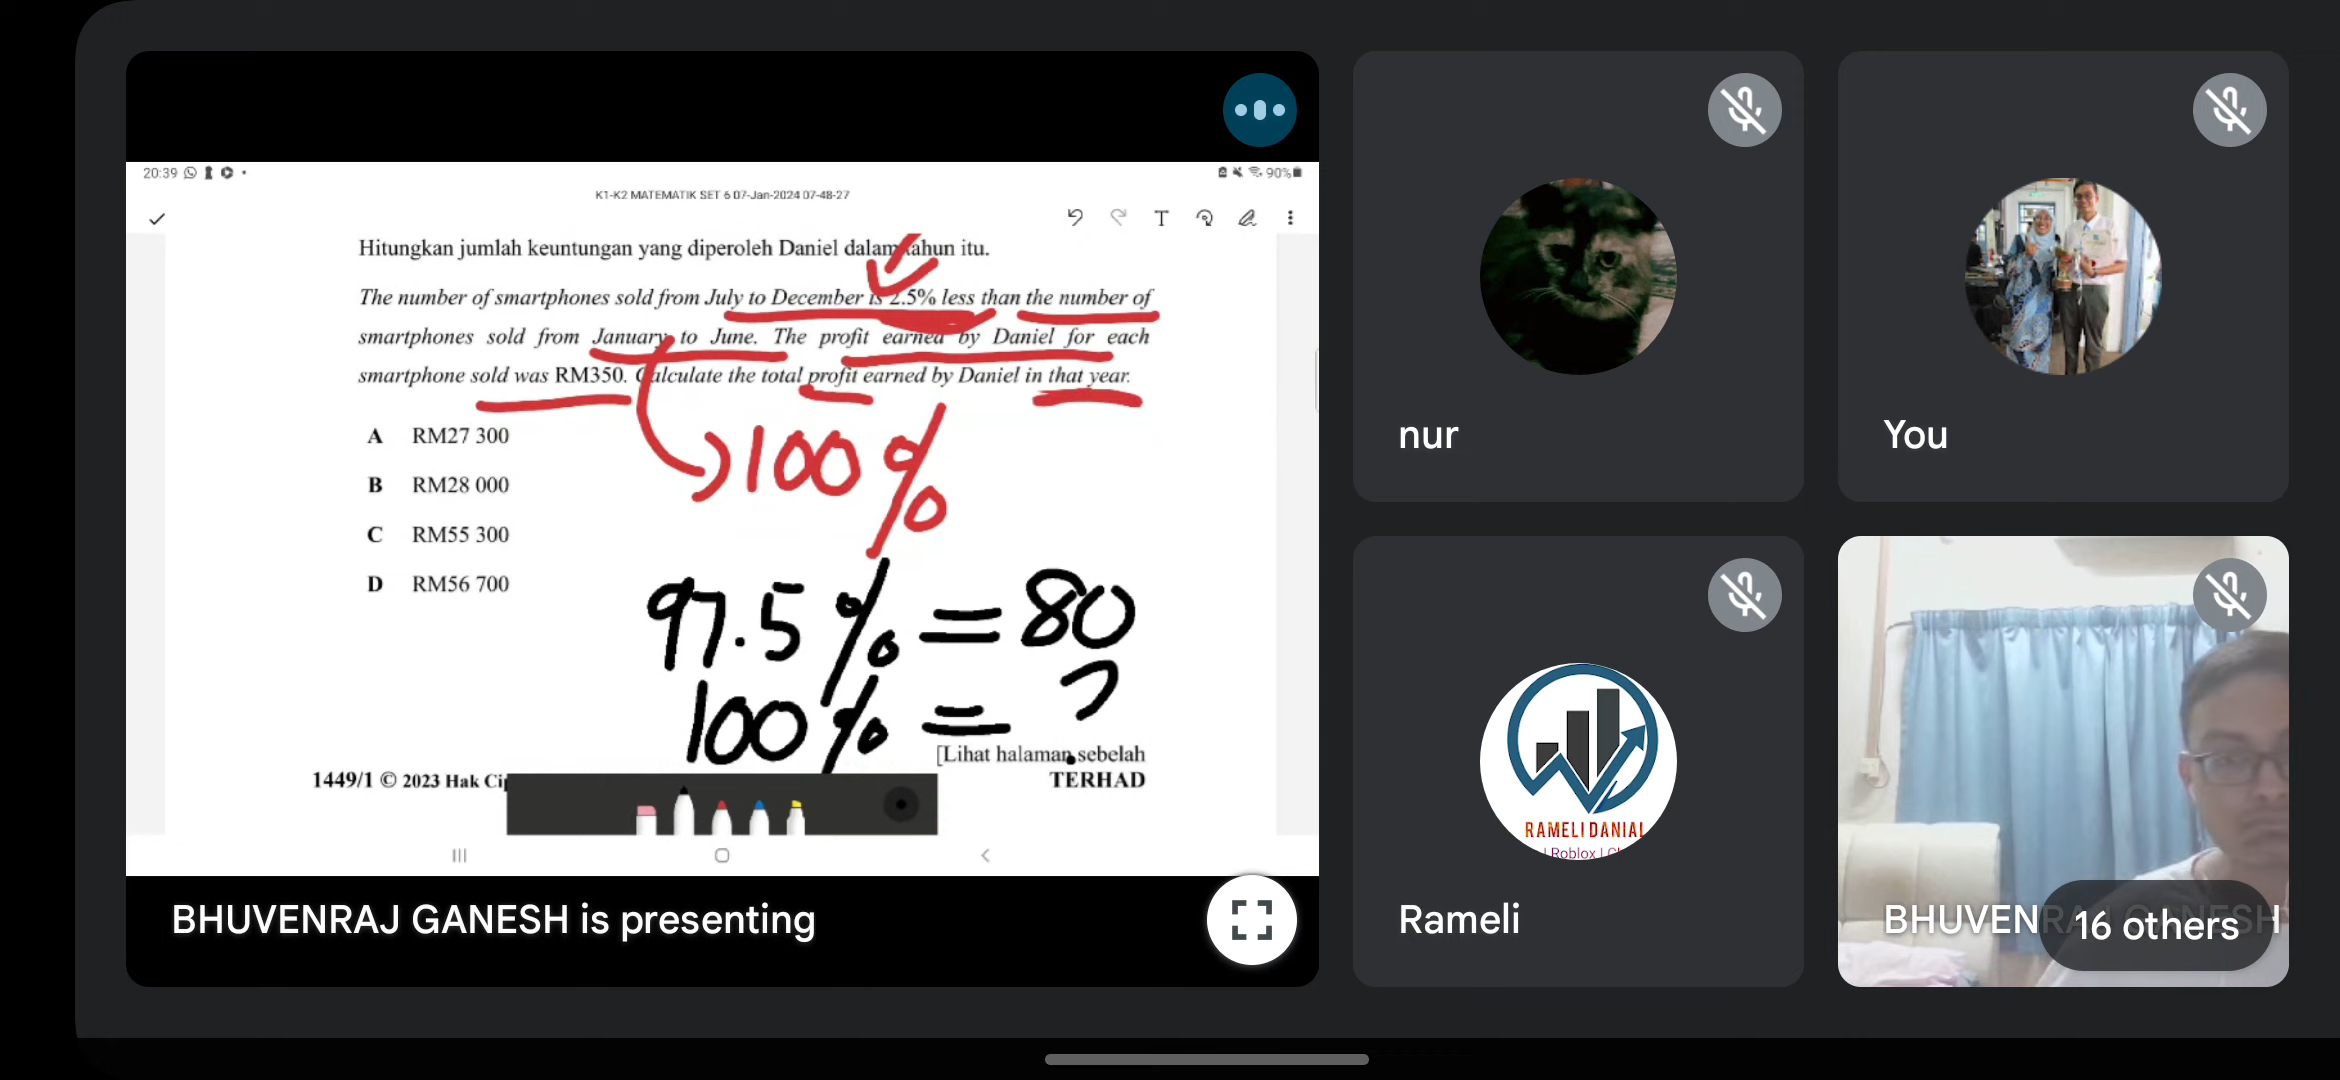 20:39
90%
K1-K2 MATEMATIK SET 6 07-Jan-2024 07-48-27
T
Hitungkan jumlah keuntungan yang diperoleh Daniel dalam tahun itu.
The number of smartphones sold from July to December is 2.5% less than the number of
smartphones sold from January to June. The profit earned by Daniel for each
smartphone sold was RM350. Calculate the total profit earned by Daniel in that year.
A RM27 300
B RM28 000
C RM55 300
D RM56 700
100%
97.5% = 80
100% = ?
[Lihat halaman sebelah
1449/1 © 2023 Hak
TERHAD
BHUVENRAJ GANESH is presenting
nur
You
RAMELI DANIAL
| Roblox |
Rameli
BHUVENRAJ GANESH
16 others